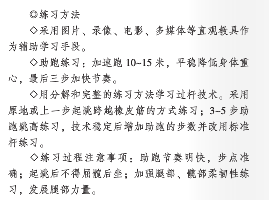 ◎练习方法
◇采用图片、录像、电影、多媒体等直观教具作
为辅助学习手段。
◇助跑练习：加速跑10~15米，平稳降低身体重
心，最后三步加快节奏。
◇用分解和完整的练习方法学习过杆技术。采用
原地或上一步起跳跨越橡皮筋的方式练习；3~5步助
跑跳高练习，技术稳定后增加助跑的步数并改用标准
杆练习。
◇练习过程注意事项：助跑节奏明快，步点准
确；起跳后不得屈髋后坐；加强腿部、髋部柔韧性练
习，发展腿部力量。